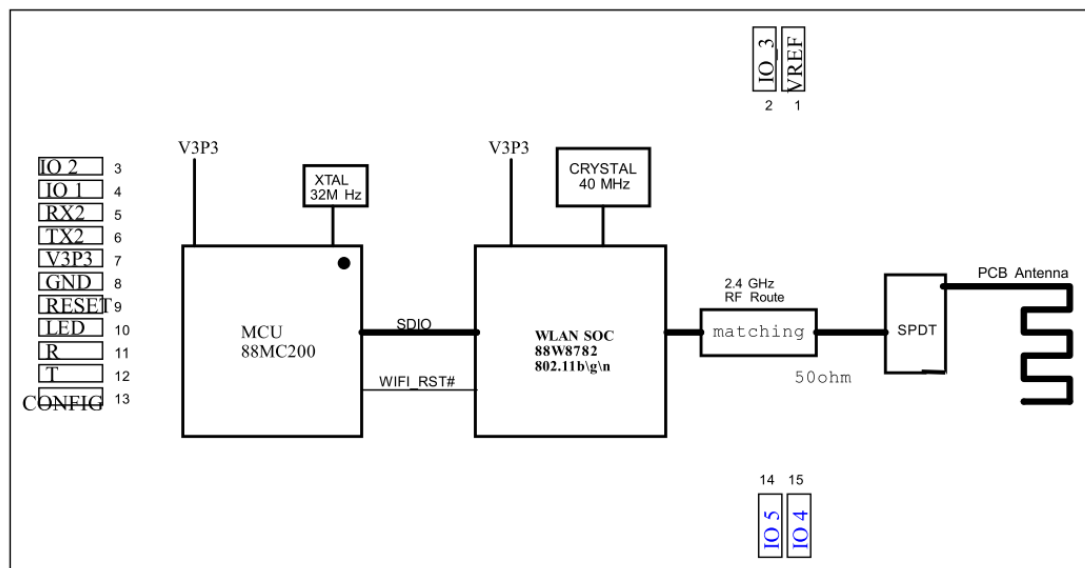 IO_3
VREF
2
1
V3P3
V3P3
XTAL
32M Hz
CRYSTAL
40 MHz
IO 2 3
IO 1 4
RX2 5
TX2 6
V3P3 7
GND 8
RESET 9
LED 10
R 11
T 12
CONFIG 13
MCU
88MC200
SDIO
WIFI_RST#
WLAN SOC
88W8782
802.11b\g\n
2.4 GHz
RF Route
matching
50ohm
SPDT
PCB Antenna
14
15
IO 5
IO 4